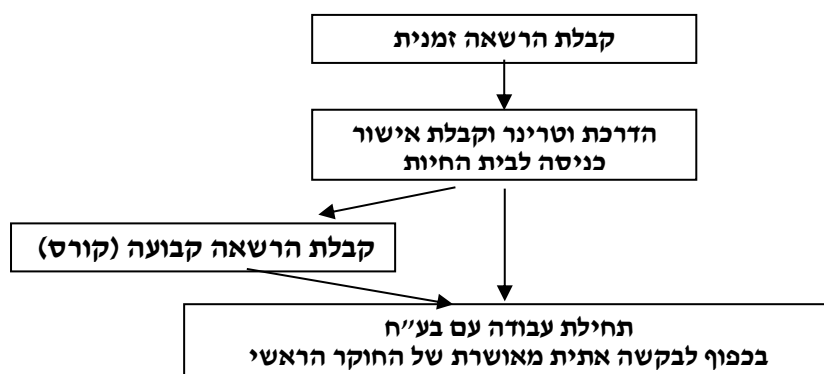 קבלת הרשאה זמנית
הדרכת וטרינר וקבלת אישור
כניסה לבית החיות
קבלת הרשאה קבועה (קורס)
תחילת עבודה עם בע״ח
בכפוף לבקשה אתית מאושרת של החוקר הראשי